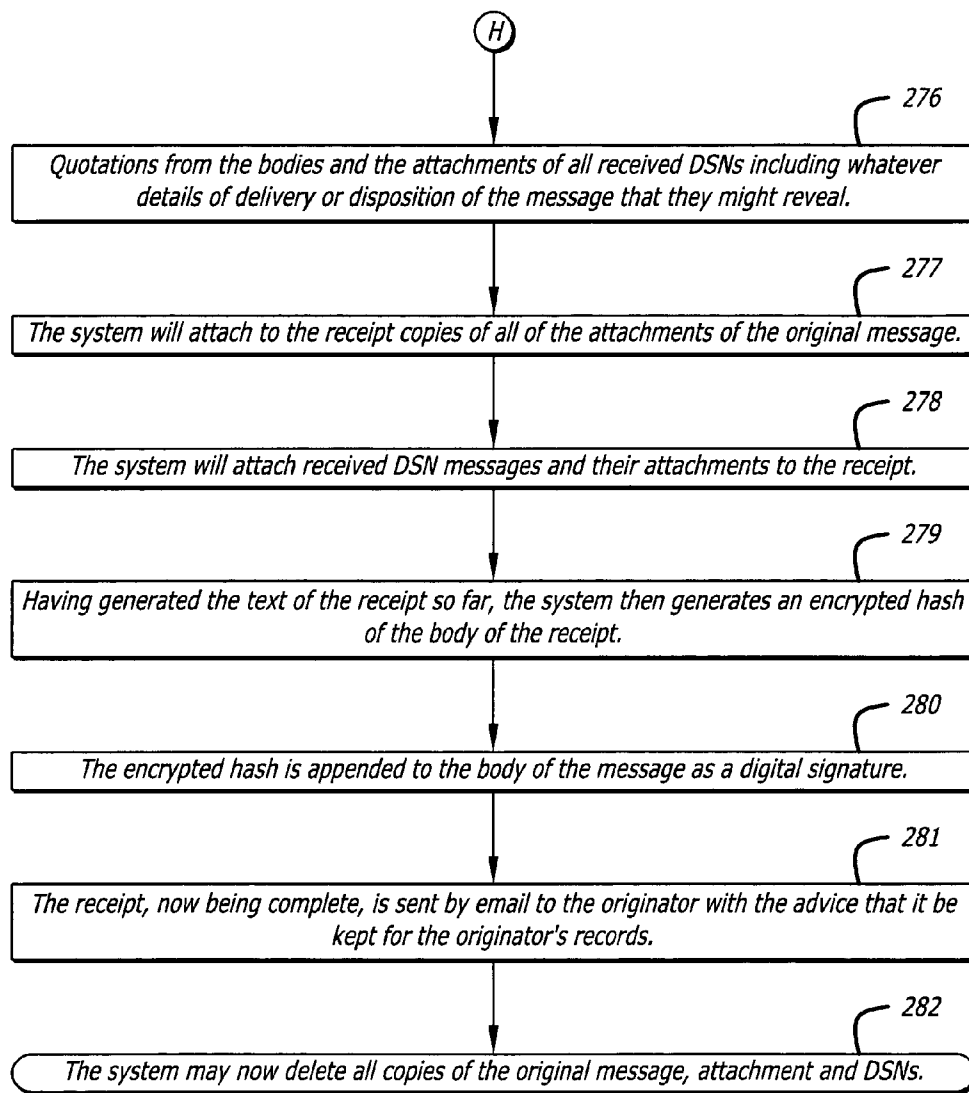 H
276
Quotations from the bodies and the attachments of all received DSNs including whatever
details of delivery or disposition of the message that they might reveal.
277
The system will attach to the receipt copies of all of the attachments of the original message.
278
The system will attach received DSN messages and their attachments to the receipt.
279
Having generated the text of the receipt so far, the system then generates an encrypted hash
of the body of the receipt.
280
The encrypted hash is appended to the body of the message as a digital signature.
281
The receipt, now being complete, is sent by email to the originator with the advice that it be
kept for the originator's records.
282
The system may now delete all copies of the original message, attachment and DSNs.